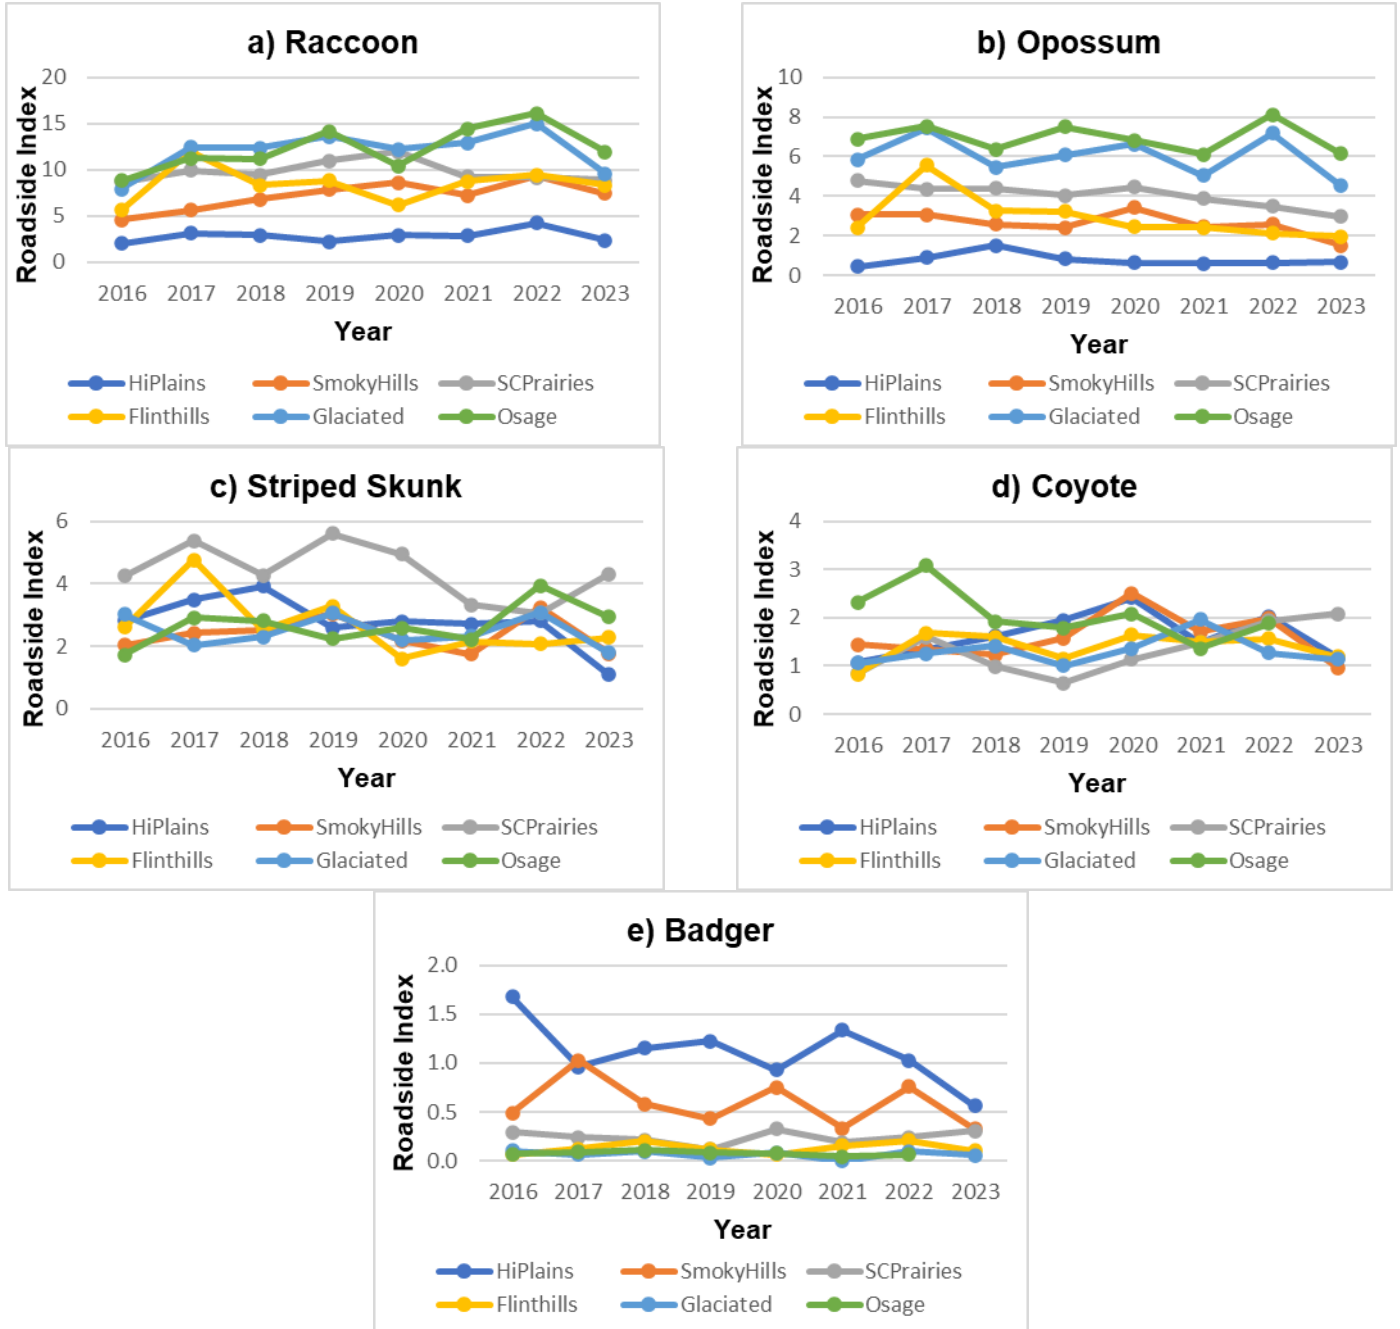 a) Raccoon
Roadside Index
20
15
10
5
0
2016 2017 2018 2019 2020 2021 2022 2023
Year
HiPlains SmokyHills SCPrairies
Flinthills Glaciated Osage
b) Opossum
Roadside Index
10
8
6
4
2
0
2016 2017 2018 2019 2020 2021 2022 2023
Year
HiPlains SmokyHills SCPrairies
Flinthills Glaciated Osage
c) Striped Skunk
Roadside Index
6
4
2
0
2016 2017 2018 2019 2020 2021 2022 2023
Year
HiPlains SmokyHills SCPrairies
Flinthills Glaciated Osage
d) Coyote
Roadside Index
4
3
2
1
0
2016 2017 2018 2019 2020 2021 2022 2023
Year
HiPlains SmokyHills SCPrairies
Flinthills Glaciated Osage
e) Badger
Roadside Index
2.0
1.5
1.0
0.5
0.0
2016 2017 2018 2019 2020 2021 2022 2023
Year
HiPlains SmokyHills SCPrairies
Flinthills Glaciated Osage